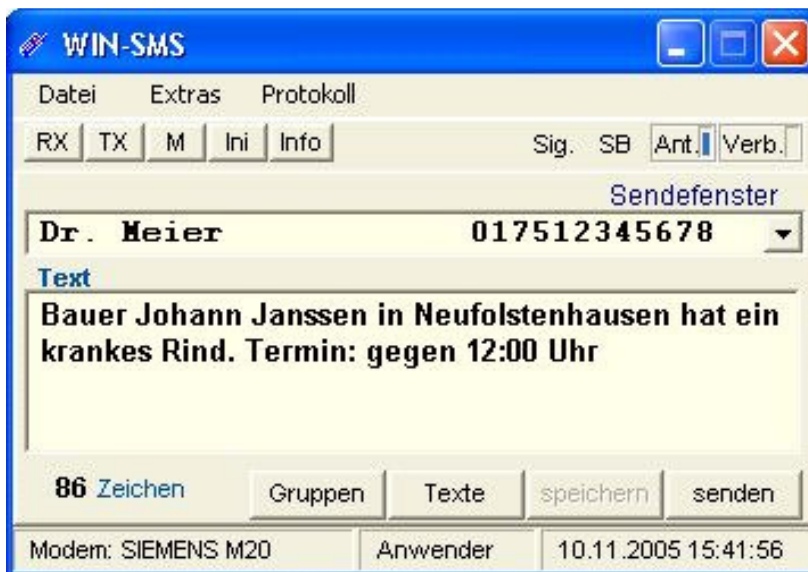 WIN-SMS
Datei Extras Protokoll
RX TX M Ini Info Sig. SB Ant. Verb.
Sendefenster
Dr. Meier 017512345678
Text
Bauer Johann Janssen in Neufolstenhausen hat ein
krankes Rind. Termin: gegen 12:00 Uhr
86 Zeichen Gruppen Texte speichern senden
Modem: SIEMENS M20 Anwender 10.11.2005 15:41:56